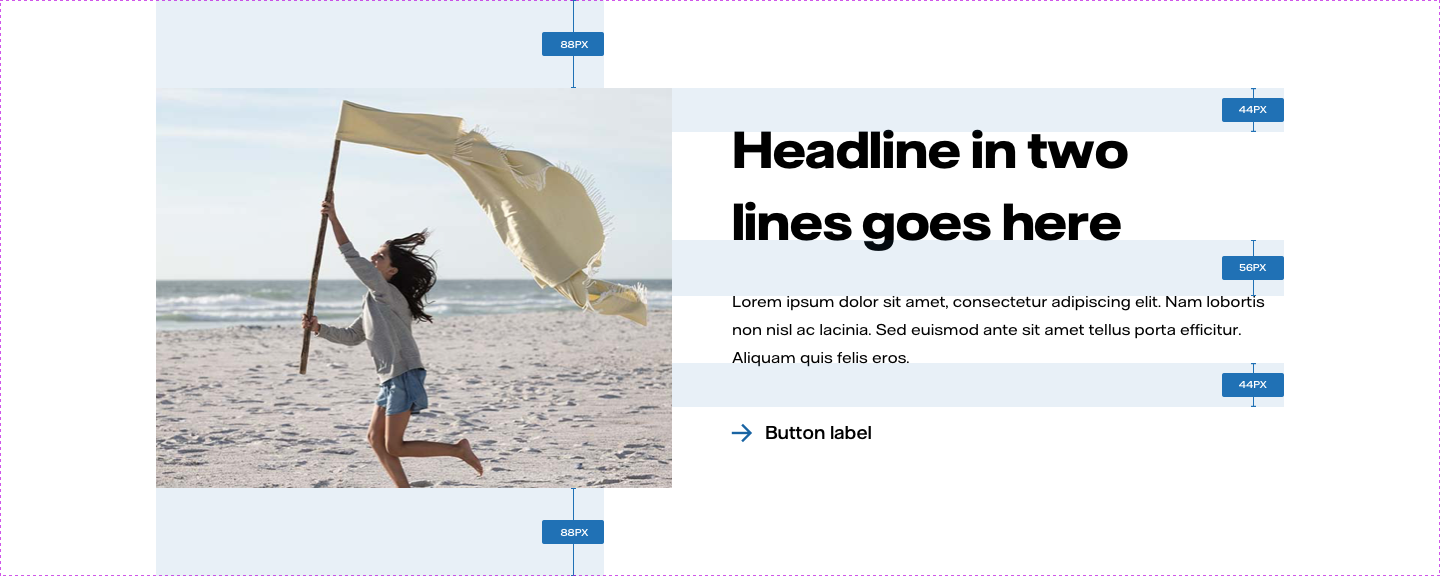 88PX
44PX
Headline in two
lines goes here
56PX
Lorem ipsum dolor sit amet, consectetur adipiscing elit. Nam lobortis
non nisl ac lacinia. Sed euismod ante sit amet tellus porta efficitur.
Aliquam quis felis eros.
44PX
Button label
88PX